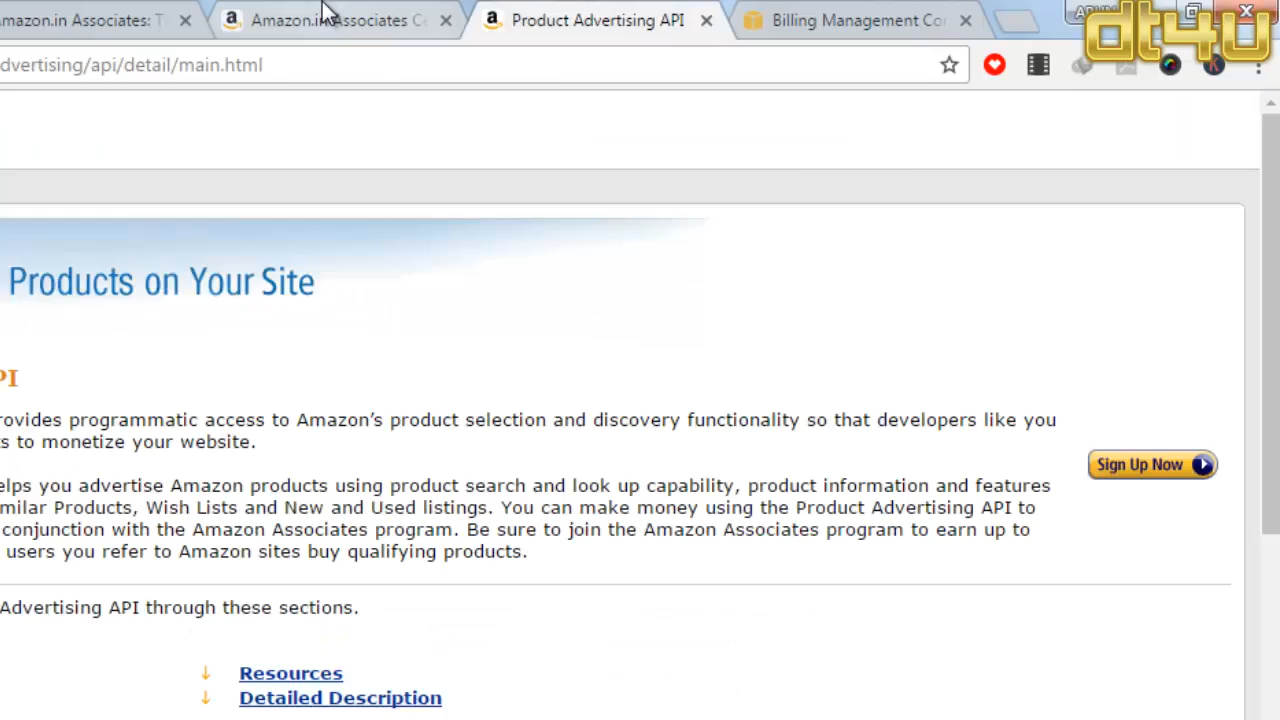 Amazon.in Associates: T
Amazon.in Associates Ce
Product Advertising API
Billing Management Con
dt4u
dvertising/api/detail/main.html
Products on Your Site
PI
rovides programmatic access to Amazon’s product selection and discovery functionality so that developers like you
ts to monetize your website.
Sign Up Now
elps you advertise Amazon products using product search and look up capability, product information and features
milar Products, Wish Lists and New and Used listings. You can make money using the Product Advertising API to
conjunction with the Amazon Associates program. Be sure to join the Amazon Associates program to earn up to
users you refer to Amazon sites buy qualifying products.
Advertising API through these sections.
Resources
Detailed Description